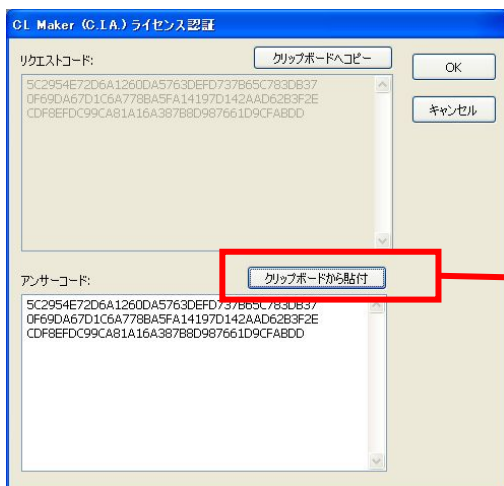 CL Maker (C.I.A.) ライセンス認証
リクエストコード:
クリップボードへコピー
OK
5C2954E72D6A1260DA5763DEFD737B65C783DB37
0F69DA67D1C6A778BA5FA14197D142AAD62B3F2E
CDF8EFDC99CA81A16A387B8D987661D9CFABDD
キャンセル
アンサーコード:
クリップボードから貼付
5C2954E72D6A1260DA5763DEFD737B65C783DB37
0F69DA67D1C6A778BA5FA14197D142AAD62B3F2E
CDF8EFDC99CA81A16A387B8D987661D9CFABDD